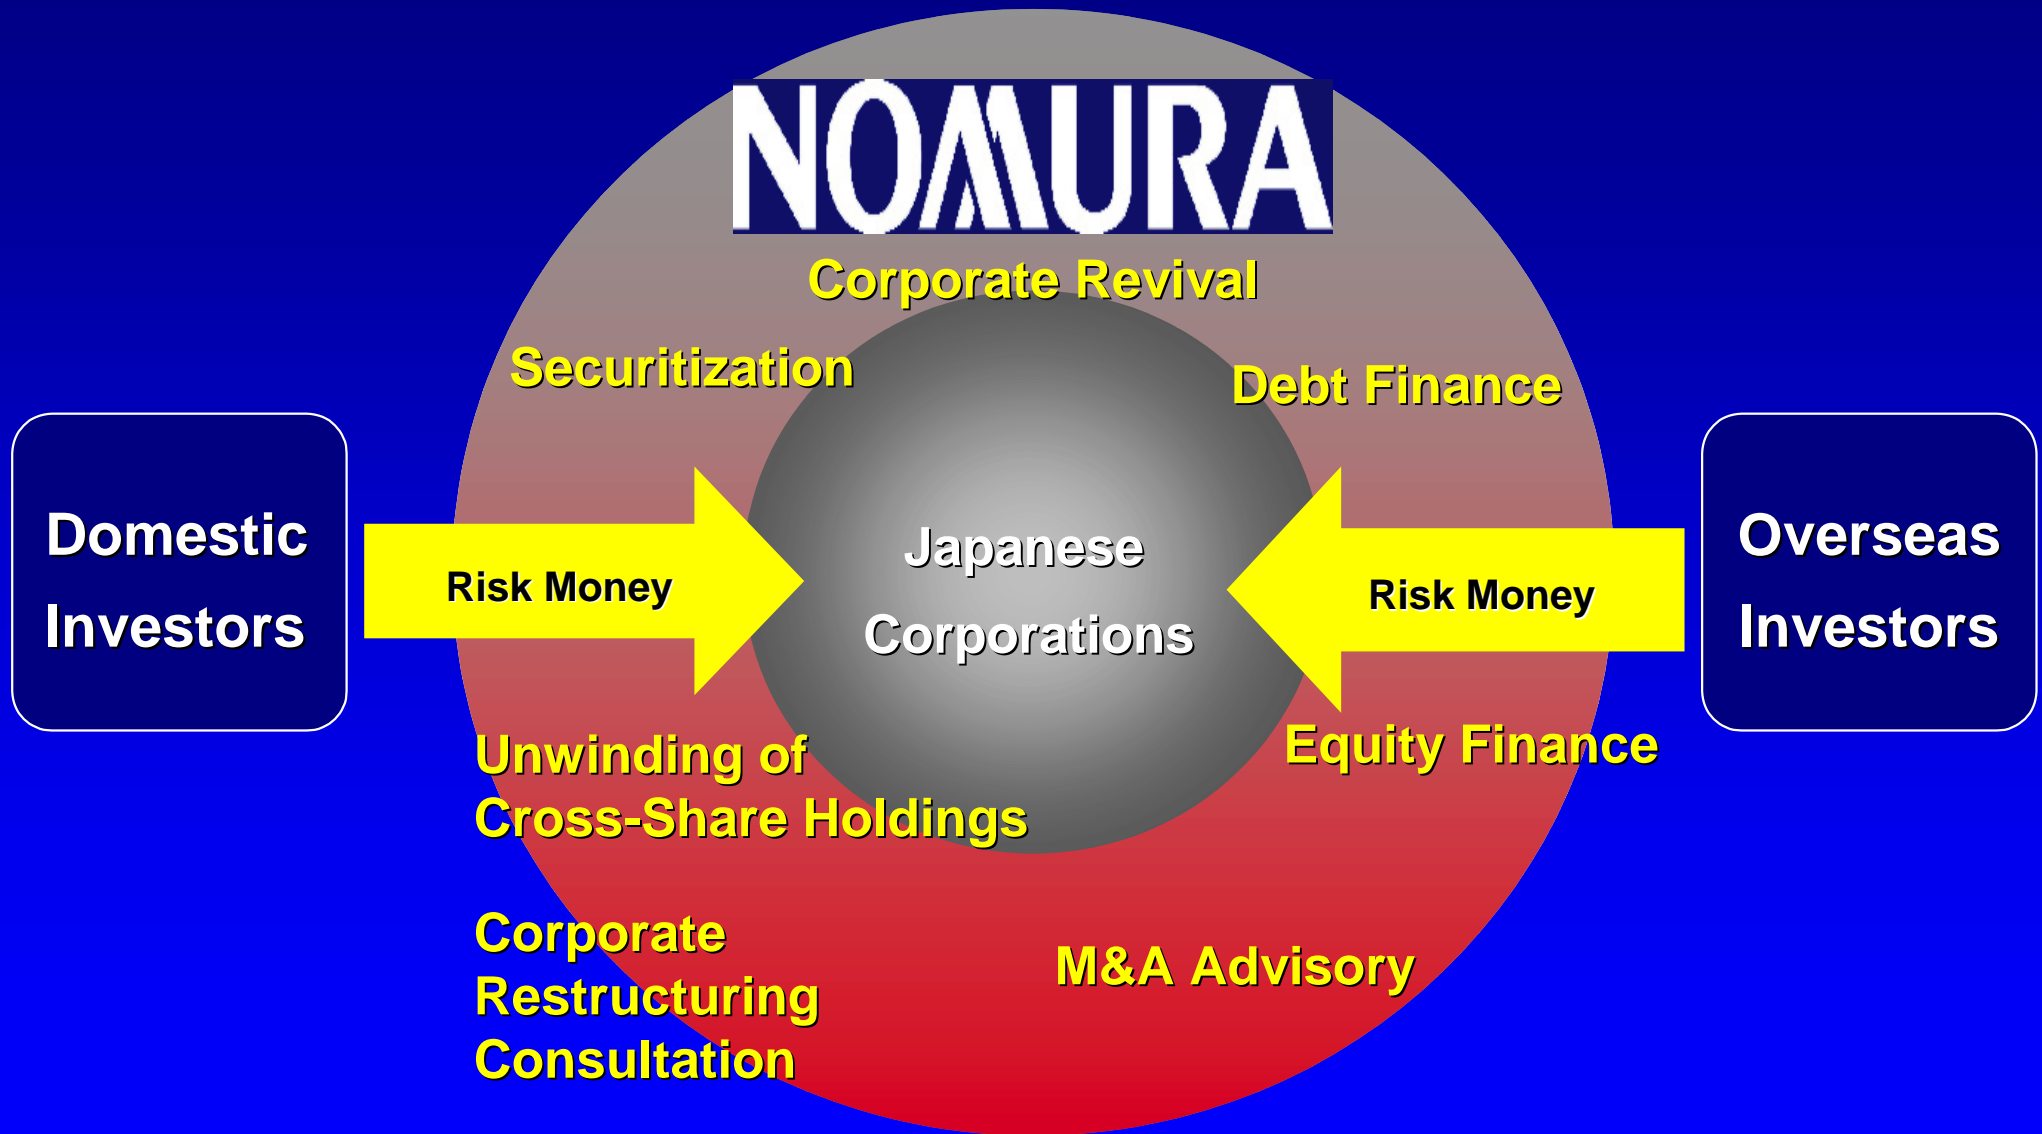 NOMURA
Corporate Revival
Securitization
Debt Finance
Domestic
Investors
Risk Money
Japanese
Corporations
Risk Money
Overseas
Investors
Unwinding of
Cross-Share Holdings
Equity Finance
Corporate
Restructuring
Consultation
M&A Advisory